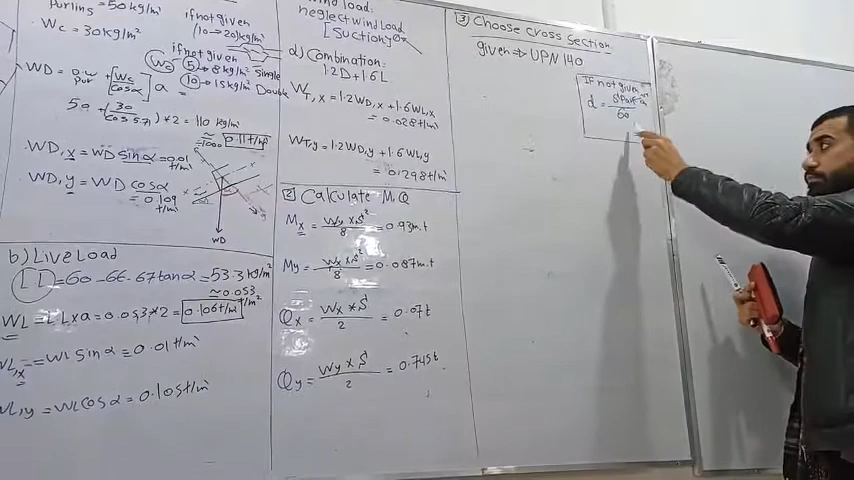 Purlins = 50 kg/m²
Wc = 30 kg/m²
if not given
(10 → 20) kg/m²
if not given
5 → 8 kg/m² Single
10 → 15 kg/m² Double
WD = o.w Pur + [Wc / cos α] a =
50 + (30 / cos 5.71) * 2 = 110 kg/m
≈ 0.11 t/m
÷1000
WD,x = WD sin α = 0.01 t/m
WD,y = WD cos α = 0.109 t/m
WD
b) Live Load
LL = 60 - 66.67 tan α = 53.3 kg/m²
≈ 0.053 t/m²
WL = LL x a = 0.053 * 2 = 0.106 t/m
WL,x = WL sin α = 0.01 t/m
WL,y = WL cos α = 0.105 t/m
Wind load:
neglect wind Load
[Suction]
d) Combination:
1.2D + 1.6L
WT,x = 1.2 WD,x + 1.6 WL,x
= 0.028 t/m
WT,y = 1.2 WD,y + 1.6 WL,y
= 0.298 t/m
2 Calculate M.Q
Mx = Wy x S² / 8 = 0.93 m.t
My = Wx x S² / 8 = 0.087 m.t
Qx = Wx * S / 2 = 0.07 t
Qy = Wy x S / 2 = 0.745 t
3 Choose Cross Section
given ⇒ UPN 140
If not given
d = S / 60